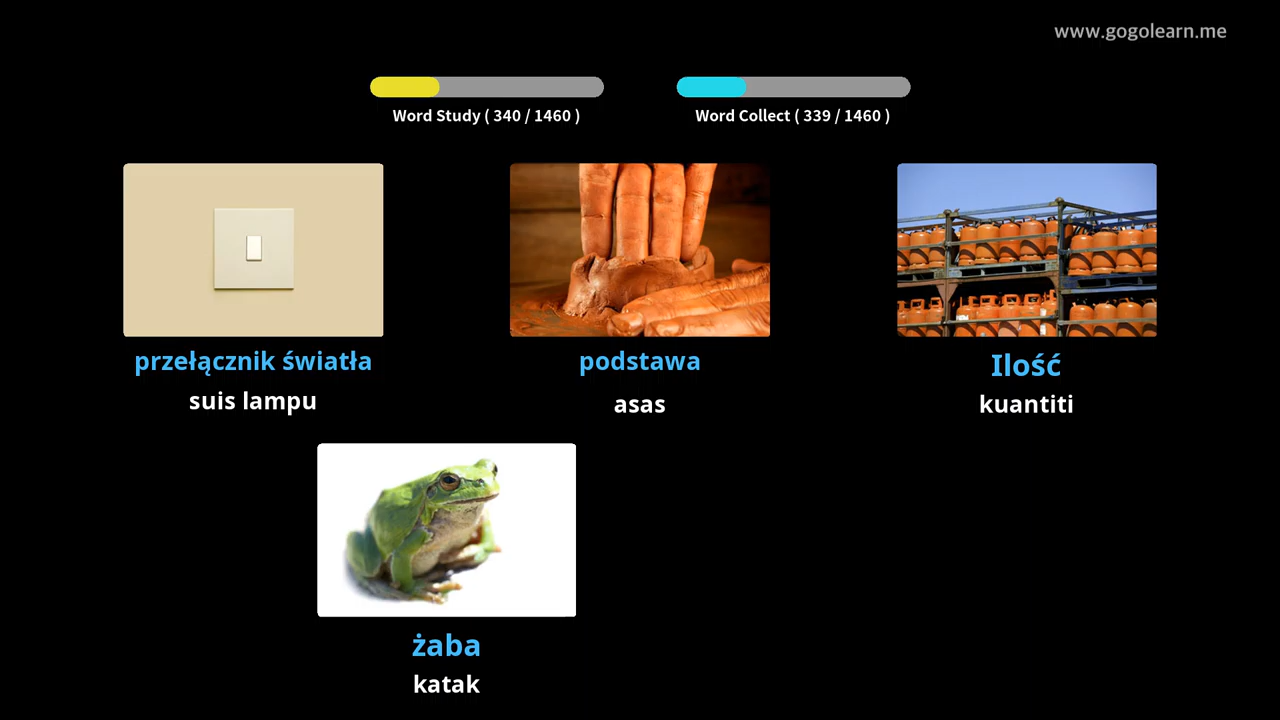 www.gogolearn.me
Word Study ( 340 / 1460 )
Word Collect ( 339 / 1460 )
przełącznik światła
suis lampu
podstawa
asas
Ilość
kuantiti
żaba
katak